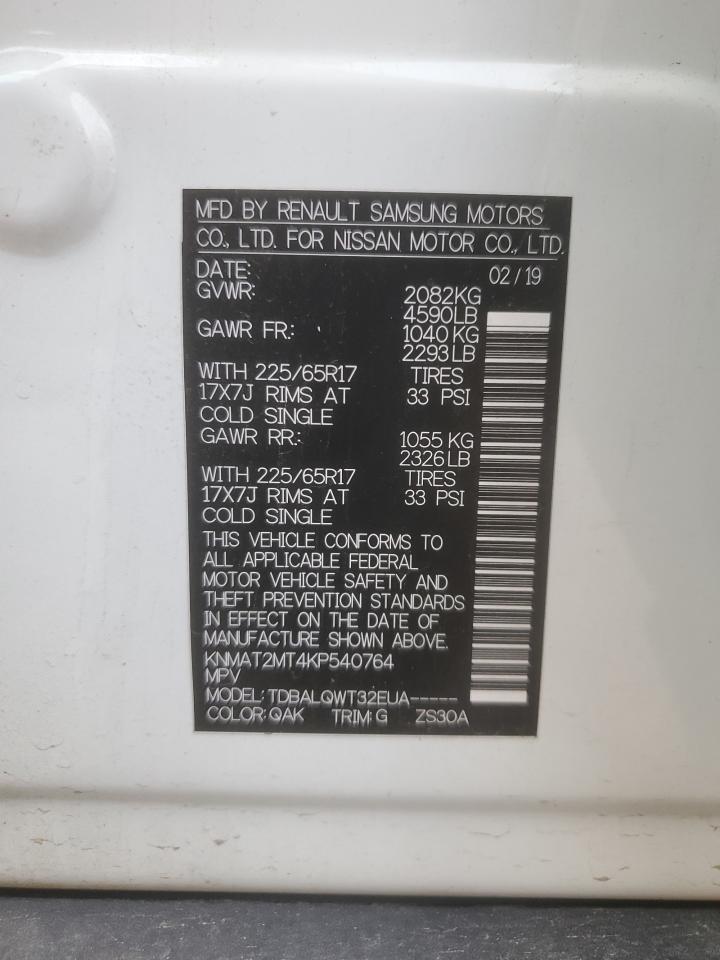 MFD BY RENAULT SAMSUNG MOTORS
CO., LTD. FOR NISSAN MOTOR CO., LTD.
DATE: 02/19
GVWR: 2082KG
4590LB
GAWR FR.: 1040KG
2293LB
WITH 225/65R17 TIRES
17X7J RIMS AT 33 PSI
COLD SINGLE
GAWR RR.: 1055KG
2326LB
WITH 225/65R17 TIRES
17X7J RIMS AT 33 PSI
COLD SINGLE
THIS VEHICLE CONFORMS TO
ALL APPLICABLE FEDERAL
MOTOR VEHICLE SAFETY AND
THEFT PREVENTION STANDARDS
IN EFFECT ON THE DATE OF
MANUFACTURE SHOWN ABOVE.
KNMAT2MT4KP540764
MPV
MODEL: TDBALQWT32EUA-----
COLOR: QAK TRIM: G ZS30A